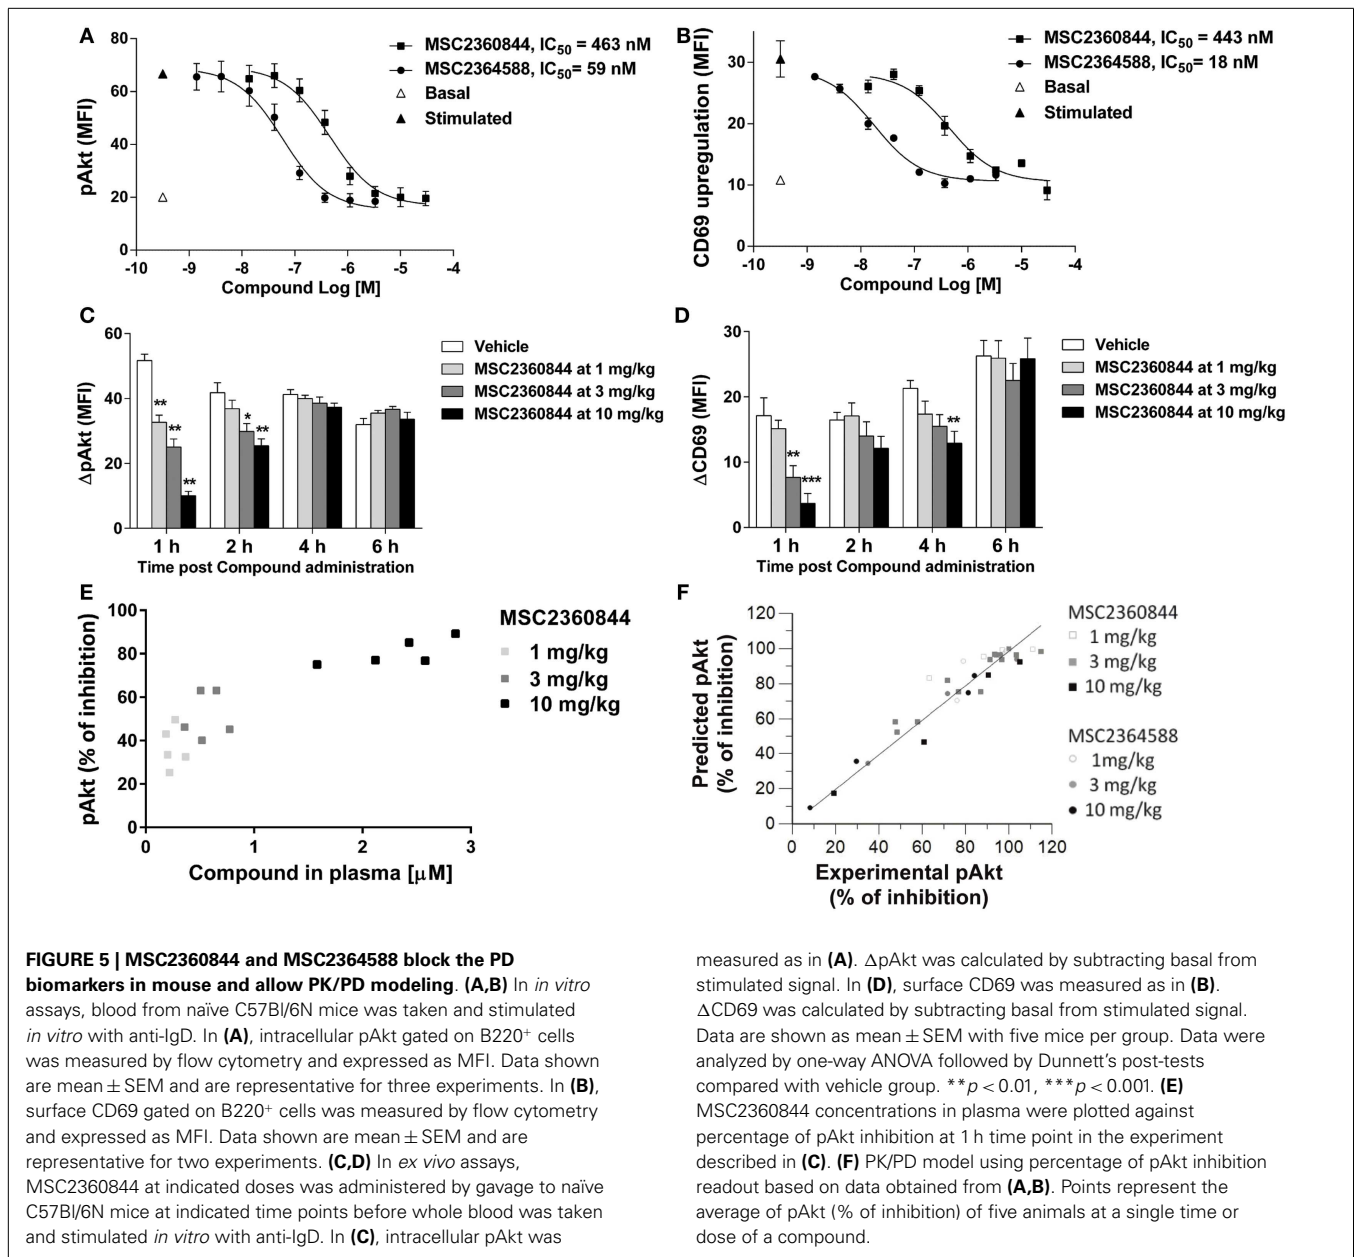 A
80
60
40
20
0
pAkt (MFI)
-10 -9 -8 -7 -6 -5 -4
Compound Log [M]
MSC2360844, IC50 = 463 nM
MSC2364588, IC50= 59 nM
Basal
Stimulated
B
30
20
10
0
CD69 upregulation (MFI)
-10 -9 -8 -7 -6 -5 -4
Compound Log [M]
MSC2360844, IC50 = 443 nM
MSC2364588, IC50= 18 nM
Basal
Stimulated
C
60
40
20
0
ΔpAkt (MFI)
** ** ** * **
1 h 2 h 4 h 6 h
Time post Compound administration
Vehicle
MSC2360844 at 1 mg/kg
MSC2360844 at 3 mg/kg
MSC2360844 at 10 mg/kg
D
30
20
10
0
ΔCD69 (MFI)
** *** **
1 h 2 h 4 h 6 h
Time post Compound administration
Vehicle
MSC2360844 at 1 mg/kg
MSC2360844 at 3 mg/kg
MSC2360844 at 10 mg/kg
E
100
80
60
40
20
0
pAkt (% of inhibition)
0 1 2 3
Compound in plasma [μM]
MSC2360844
1 mg/kg
3 mg/kg
10 mg/kg
F
120
100
80
60
40
20
0
Predicted pAkt
(% of inhibition)
0 20 40 60 80 100 120
Experimental pAkt
(% of inhibition)
MSC2360844
1 mg/kg
3 mg/kg
10 mg/kg
MSC2364588
1mg/kg
3 mg/kg
10 mg/kg
FIGURE 5 | MSC2360844 and MSC2364588 block the PD
biomarkers in mouse and allow PK/PD modeling. (A,B) In in vitro
assays, blood from naïve C57Bl/6N mice was taken and stimulated
in vitro with anti-IgD. In (A), intracellular pAkt gated on B220+ cells
was measured by flow cytometry and expressed as MFI. Data shown
are mean ± SEM and are representative for three experiments. In (B),
surface CD69 gated on B220+ cells was measured by flow cytometry
and expressed as MFI. Data shown are mean ± SEM and are
representative for two experiments. (C,D) In ex vivo assays,
MSC2360844 at indicated doses was administered by gavage to naïve
C57Bl/6N mice at indicated time points before whole blood was taken
and stimulated in vitro with anti-IgD. In (C), intracellular pAkt was
measured as in (A). ΔpAkt was calculated by subtracting basal from
stimulated signal. In (D), surface CD69 was measured as in (B).
ΔCD69 was calculated by subtracting basal from stimulated signal.
Data are shown as mean ± SEM with five mice per group. Data were
analyzed by one-way ANOVA followed by Dunnett's post-tests
compared with vehicle group. **p < 0.01, ***p < 0.001. (E)
MSC2360844 concentrations in plasma were plotted against
percentage of pAkt inhibition at 1 h time point in the experiment
described in (C). (F) PK/PD model using percentage of pAkt inhibition
readout based on data obtained from (A,B). Points represent the
average of pAkt (% of inhibition) of five animals at a single time or
dose of a compound.